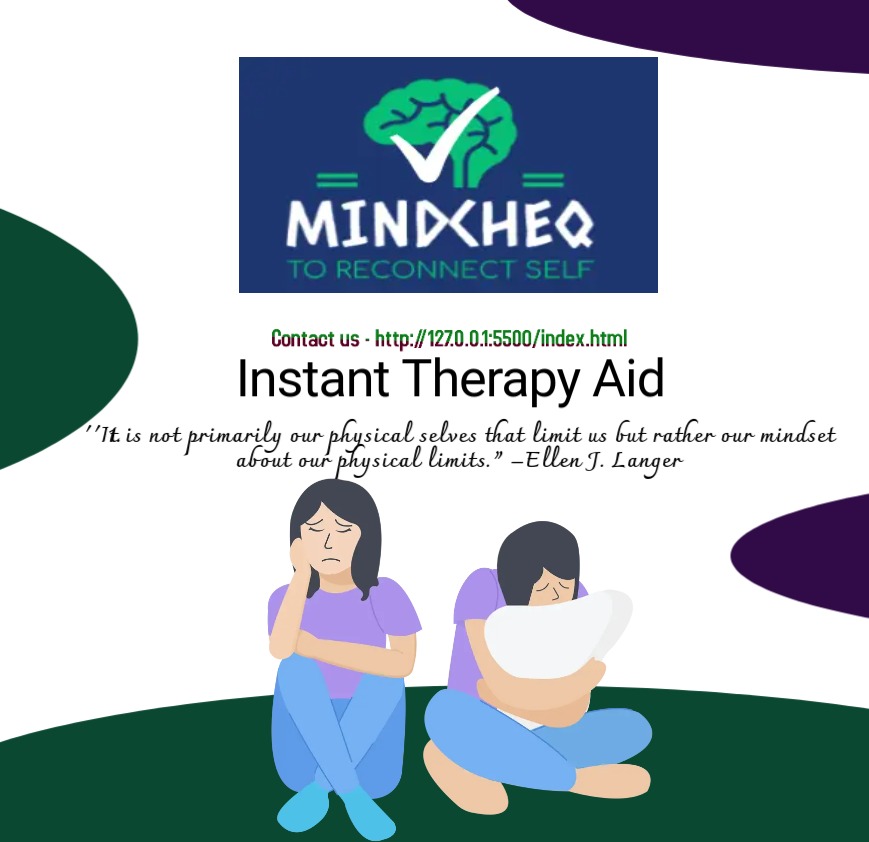 MINDCHEQ
TO RECONNECT SELF
Contact us - http://127.0.0.1:5500/index.html
Instant Therapy Aid
''It is not primarily our physical selves that limit us but rather our mindset
about our physical limits.” –Ellen J. Langer